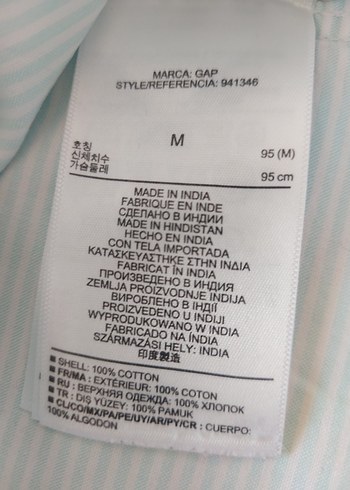 MARCA: GAP
STYLE/REFERENCIA: 941346
M
호칭 95 (M)
신체치수
가슴둘레 95 cm
MADE IN INDIA
FABRIQUE EN INDE
СДЕЛАНО В ИНДИИ
MADE IN HINDISTAN
HECHO EN INDIA
CON TELA IMPORTADA
ΚΑΤΑΣΚΕΥΑΣΤΗΚΕ ΣΤΗΝ ΙΝΔΙΑ
FABRICAT ÎN INDIA
ПРОИЗВЕДЕНО В ИНДИЯ
ZEMLJA PROIZVODNJE INDIJA
ВИРОБЛЕНО В ІНДІЇ
PROIZVEDENO U INDIJI
WYPRODUKOWANO W INDIA
FABRICADO NA ÍNDIA
SZÁRMAZÁSI HELY: INDIA
印度製造
■ SHELL: 100% COTTON
■ FR/MA : EXTÉRIEUR: 100% COTON
■ RU : ВЕРХНЯЯ ОДЕЖДА: 100% ХЛОПОК
■ TR : DIŞ YÜZEY: 100% PAMUK
■ CL/CO/MX/PA/PE/UY/AR/PY/CR : CUERPO:
100% ALGODON